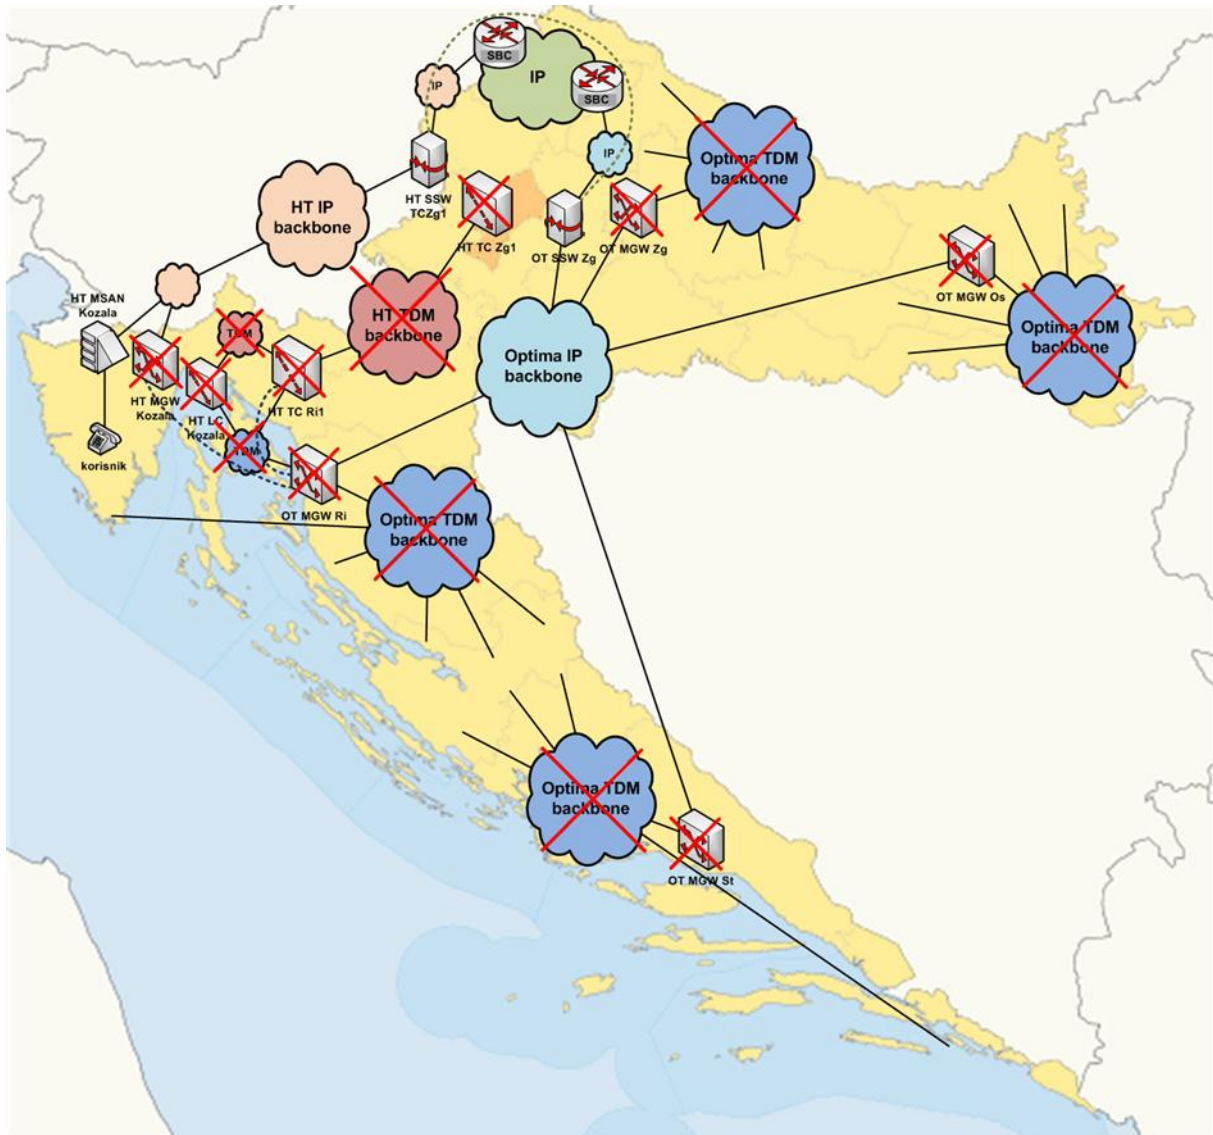 SBC
IP
IP
SBC
IP
Optima TDM
backbone
HT SSW
TCZg1
HT IP
backbone
HT TC Zg1
OT SSW Zg
OT MGW Zg
OT MGW Os
HT MSAN
Kozala
HT TDM
backbone
Optima TDM
backbone
TDM
Optima IP
backbone
HT MGW
Kozala
HT LC
Kozala
HT TC Ri1
TDM
korisnik
OT MGW Ri
Optima TDM
backbone
Optima TDM
backbone
OT MGW St